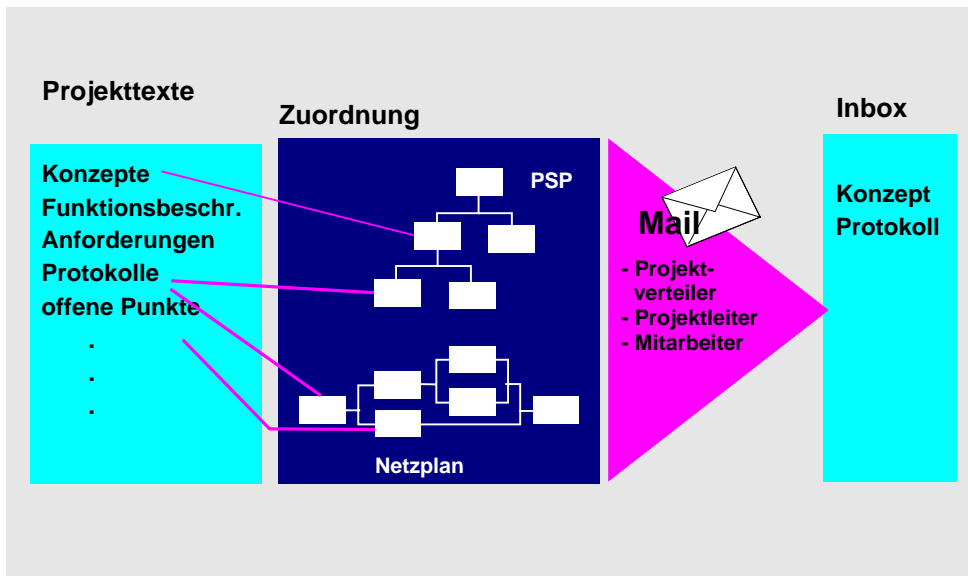 Projekttexte
Konzepte
Funktionsbeschr.
Anforderungen
Protokolle
offene Punkte
.
.
.
Zuordnung
PSP
Netzplan
Mail
- Projekt-
verteiler
- Projektleiter
- Mitarbeiter
Inbox
Konzept
Protokoll